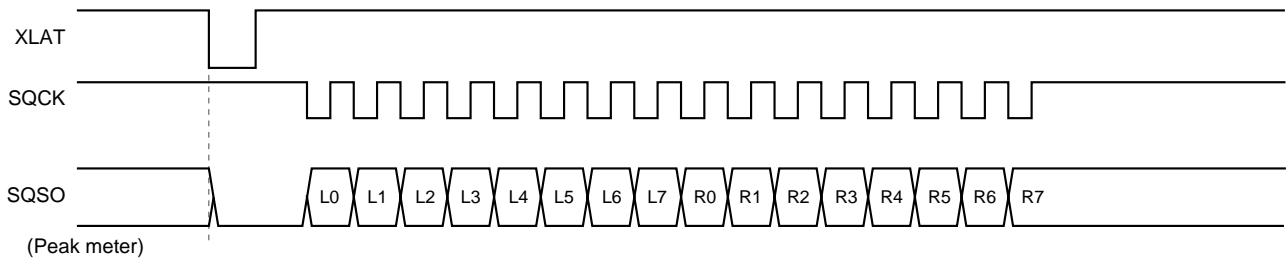 XLAT
SQCK
SQSO
L0 L1 L2 L3 L4 L5 L6 L7 R0 R1 R2 R3 R4 R5 R6 R7
(Peak meter)